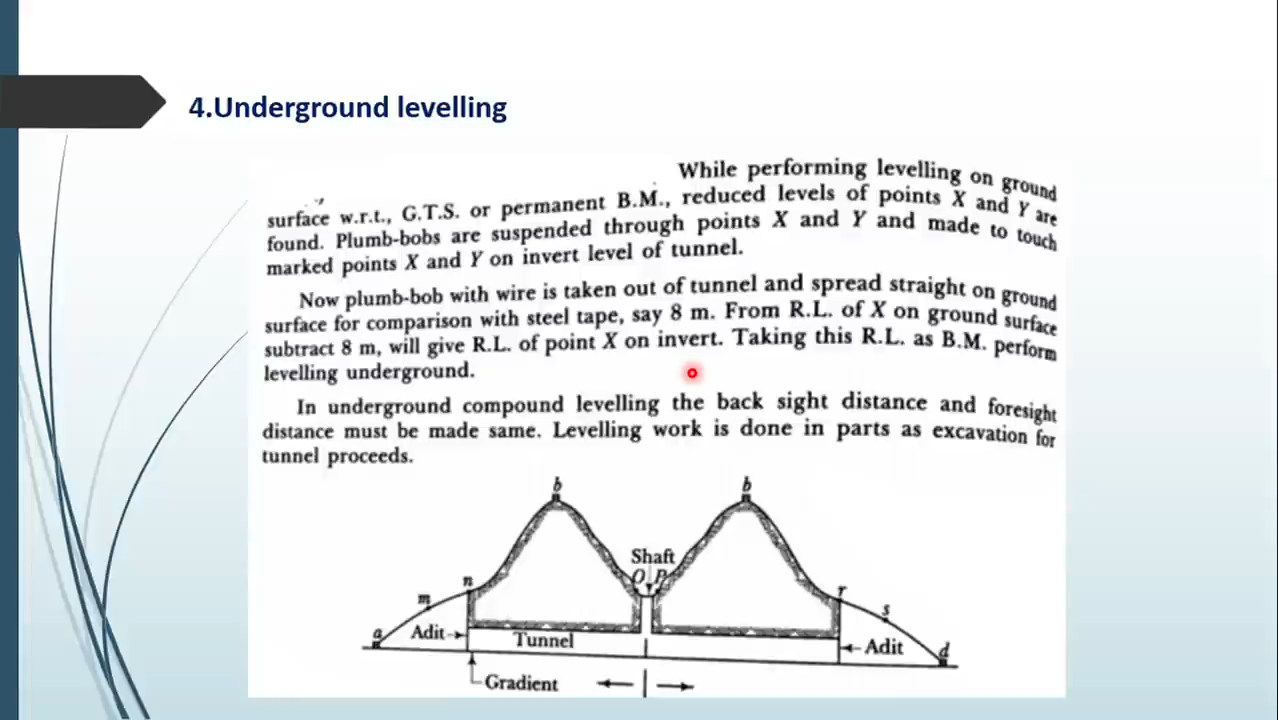 4.Underground levelling
While performing levelling on ground
surface w.r.t., G.T.S. or permanent B.M., reduced levels of points X and Y are
found. Plumb-bobs are suspended through points X and Y and made to touch
marked points X and Y on invert level of tunnel.
Now plumb-bob with wire is taken out of tunnel and spread straight on ground
surface for comparison with steel tape, say 8 m. From R.L. of X on ground surface
subtract 8 m, will give R.L. of point X on invert. Taking this R.L. as B.M. perform
levelling underground.
In underground compound levelling the back sight distance and foresight
distance must be made same. Levelling work is done in parts as excavation for
tunnel proceeds.
b b
Shaft
O P
n r
m s
a Adit Tunnel Adit d
Gradient